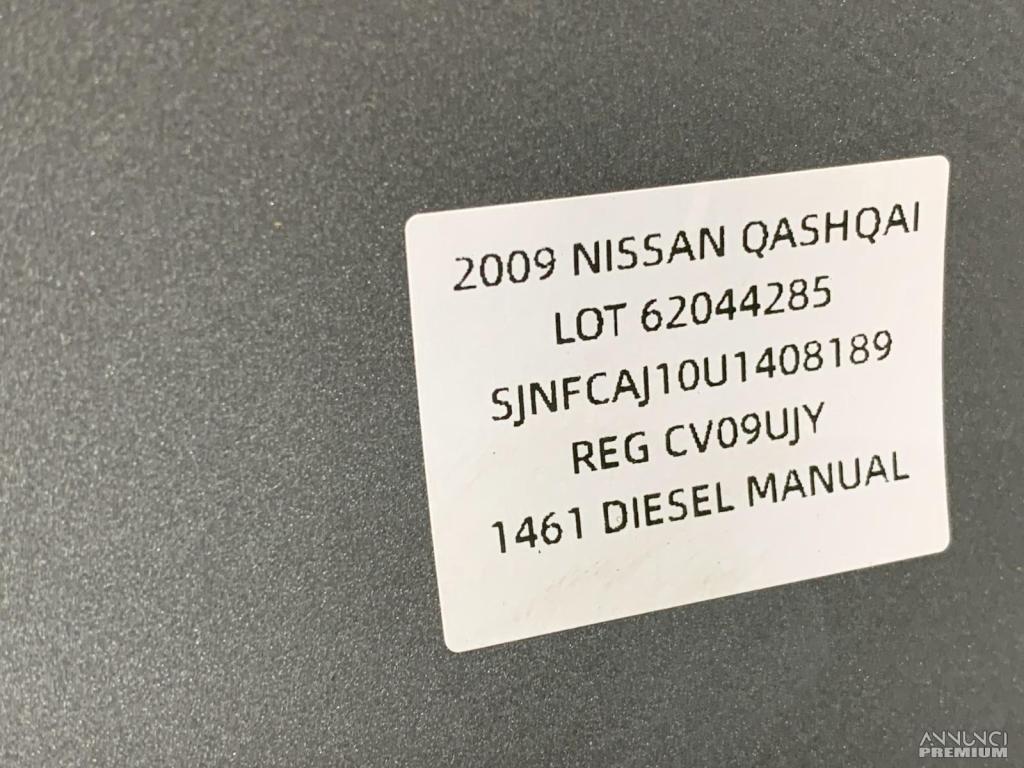 2009 NISSAN QASHQAI
LOT 62044285
SJNFCAJ10U1408189
REG CV09UJY
1461 DIESEL MANUAL
ANNUNCI
PREMIUM